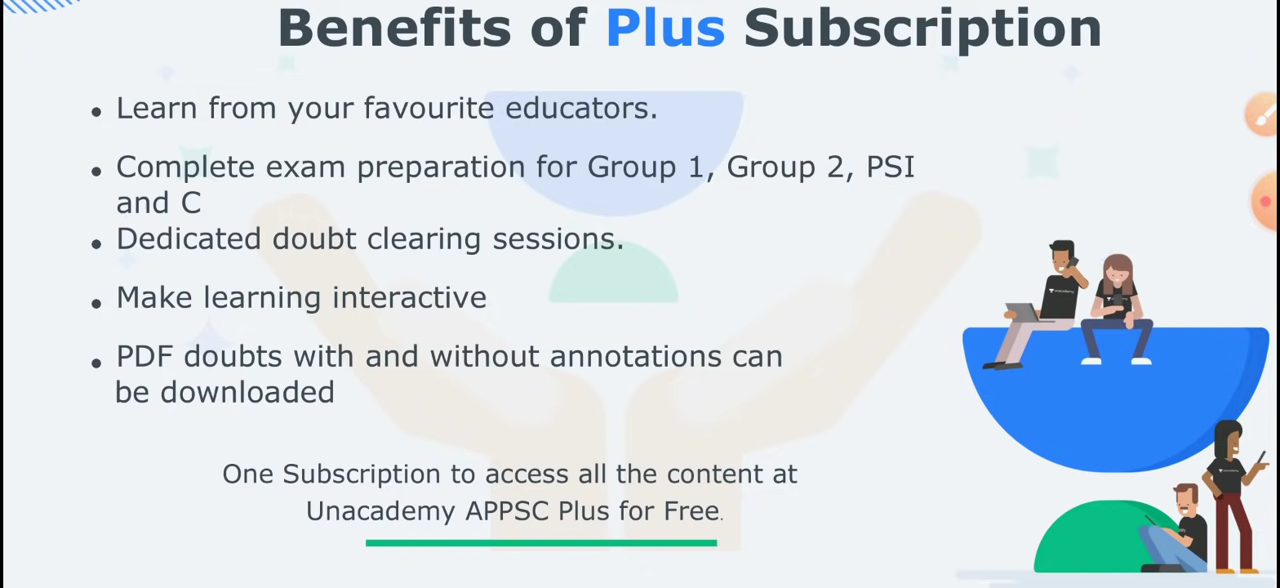 Benefits of Plus Subscription
• Learn from your favourite educators.
• Complete exam preparation for Group 1, Group 2, PSI
and C
• Dedicated doubt clearing sessions.
• Make learning interactive
• PDF doubts with and without annotations can
be downloaded
One Subscription to access all the content at
Unacademy APPSC Plus for Free.